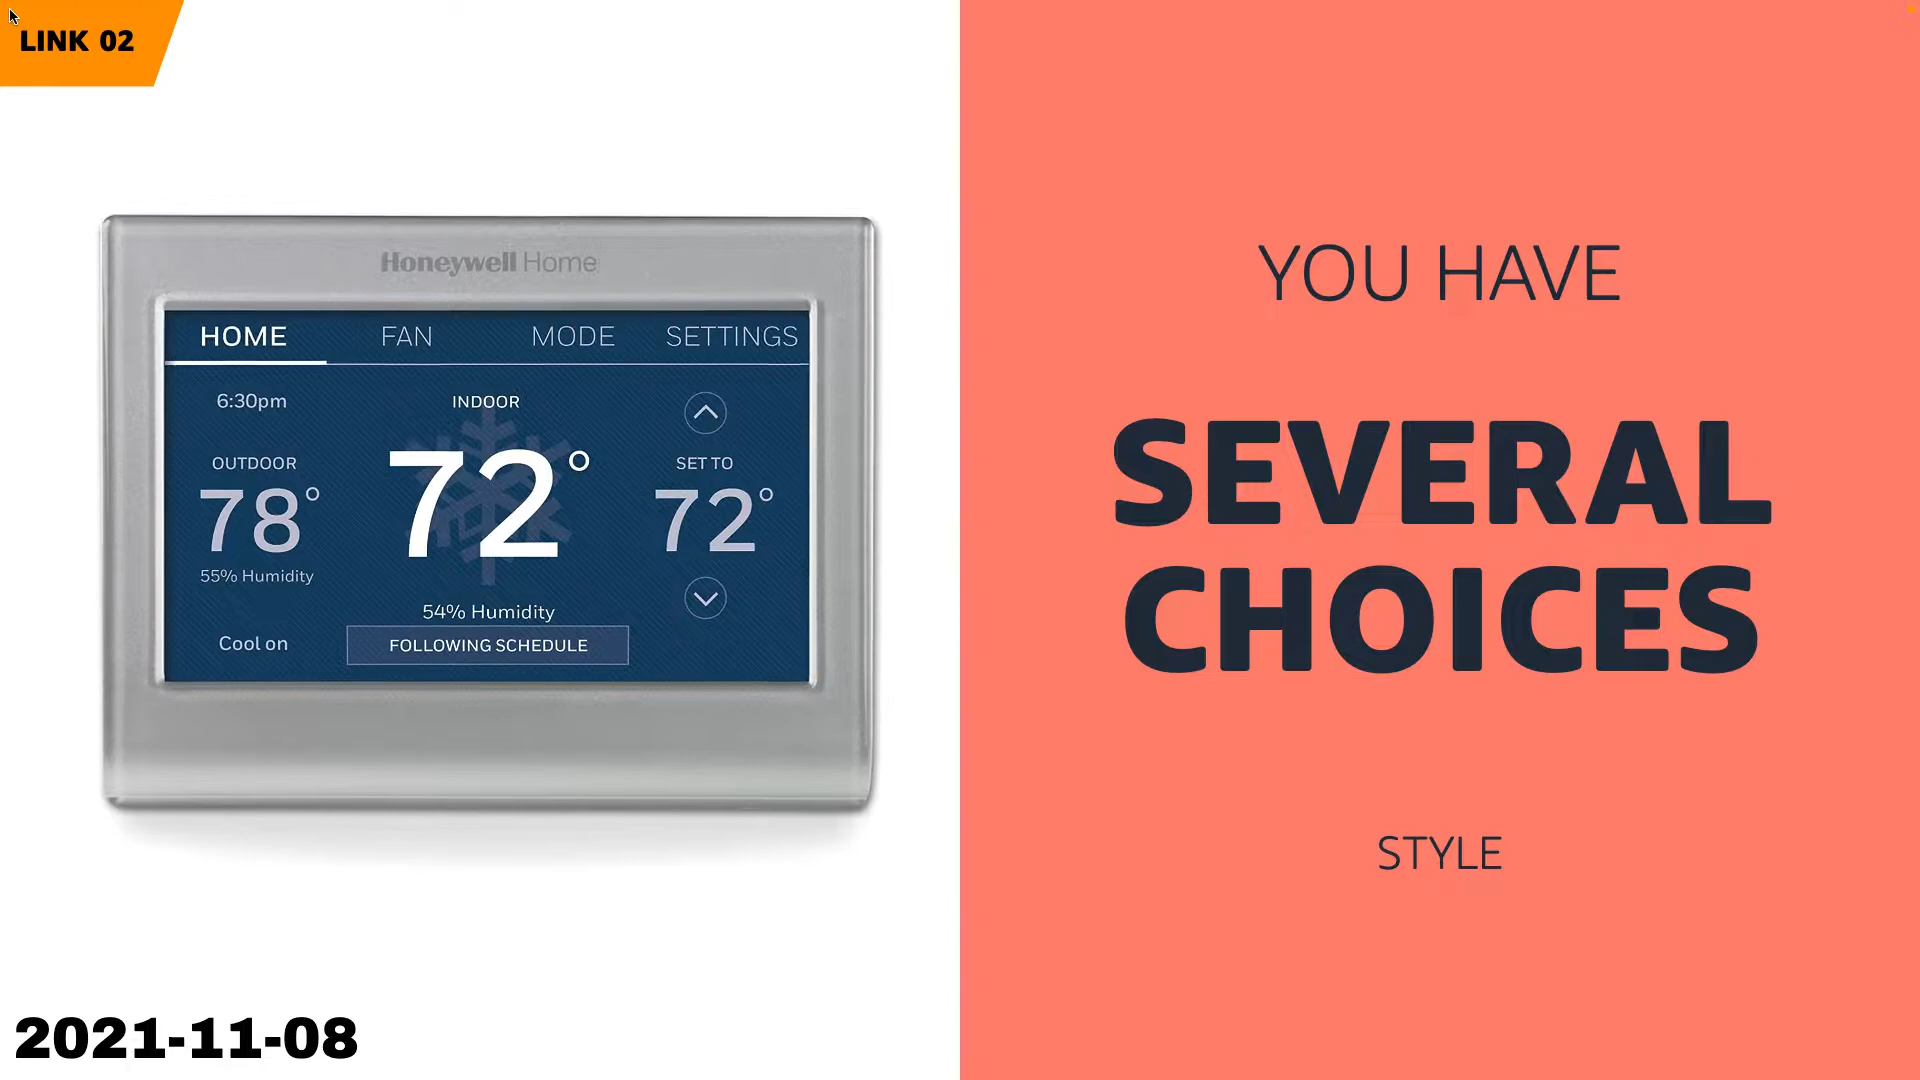 LINK 02
Honeywell Home
HOME FAN MODE SETTINGS
6:30pm
INDOOR
OUTDOOR
78°
72°
SET TO
72°
55% Humidity
54% Humidity
Cool on
FOLLOWING SCHEDULE
2021-11-08
YOU HAVE
SEVERAL
CHOICES
STYLE